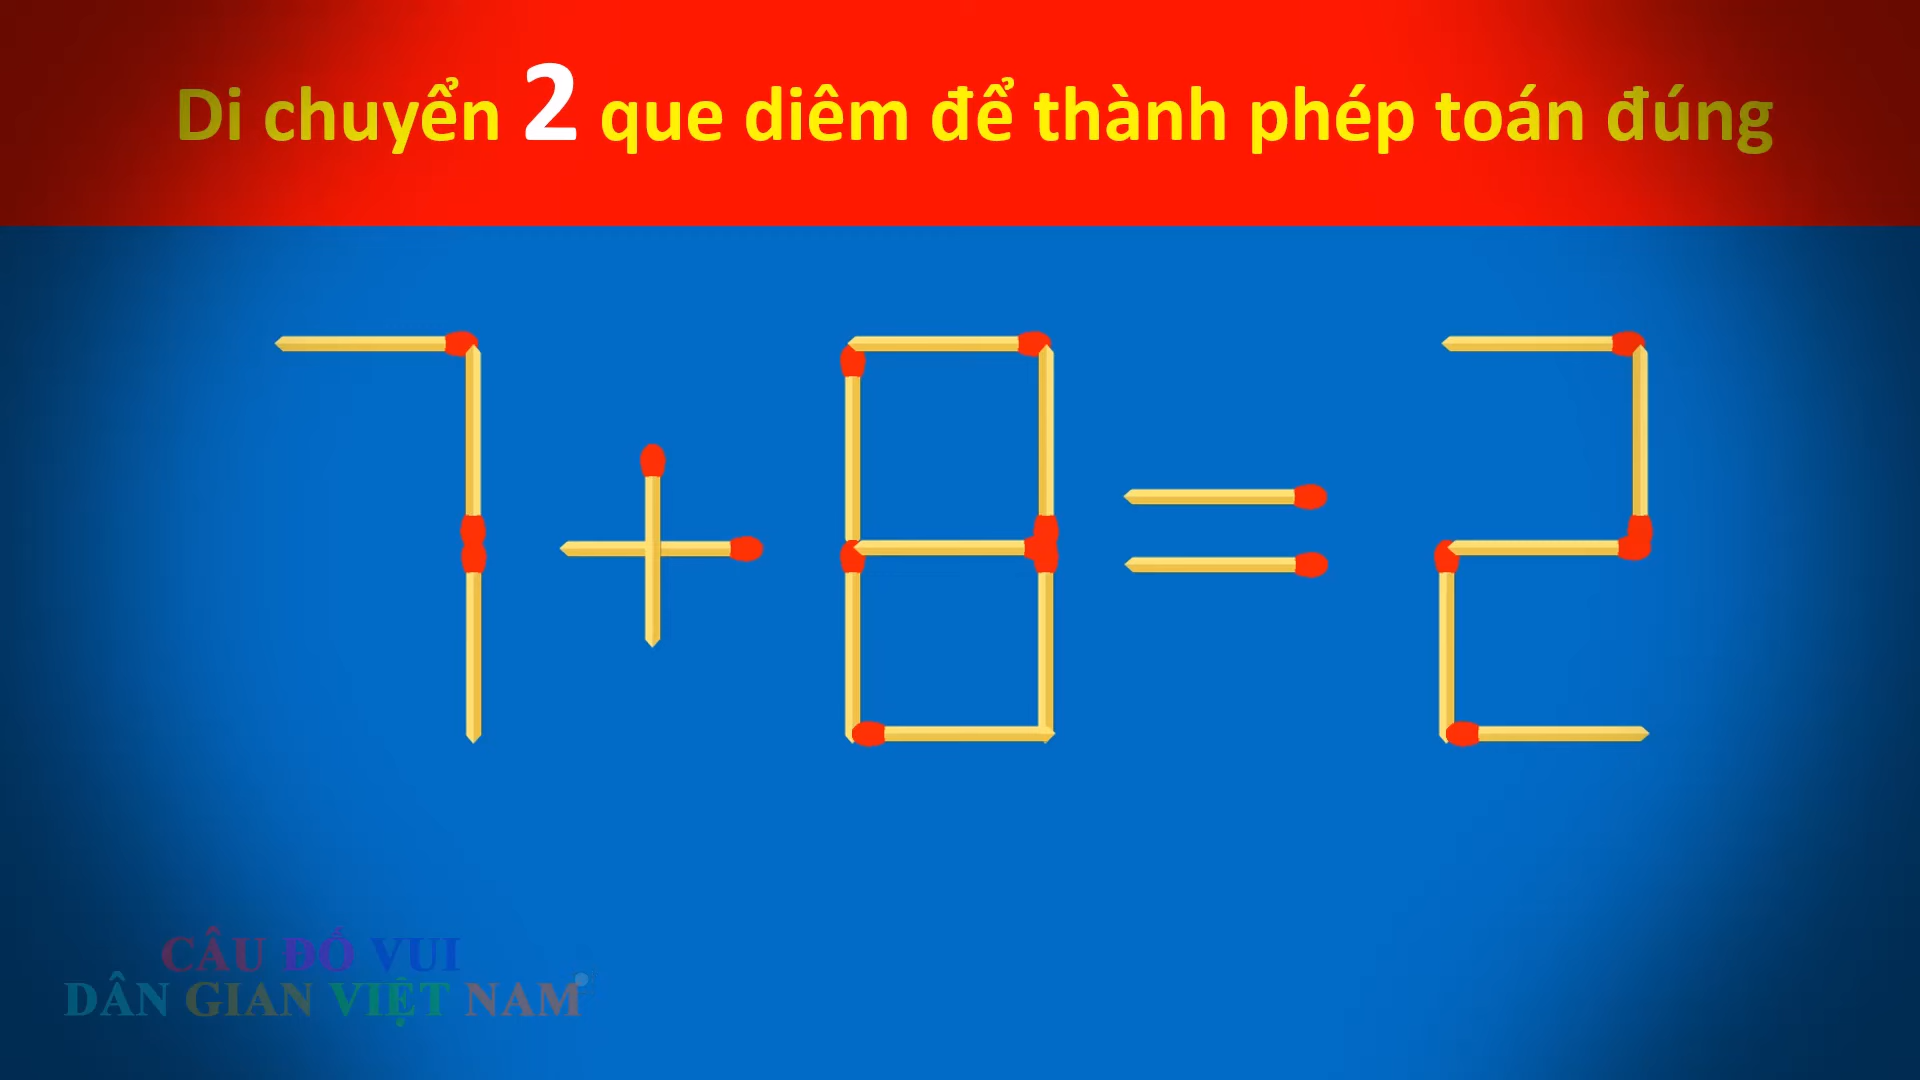 Di chuyển 2 que diêm để thành phép toán đúng
7+8=2
CÂU ĐỐ VUI
DÂN GIAN VIỆT NAM